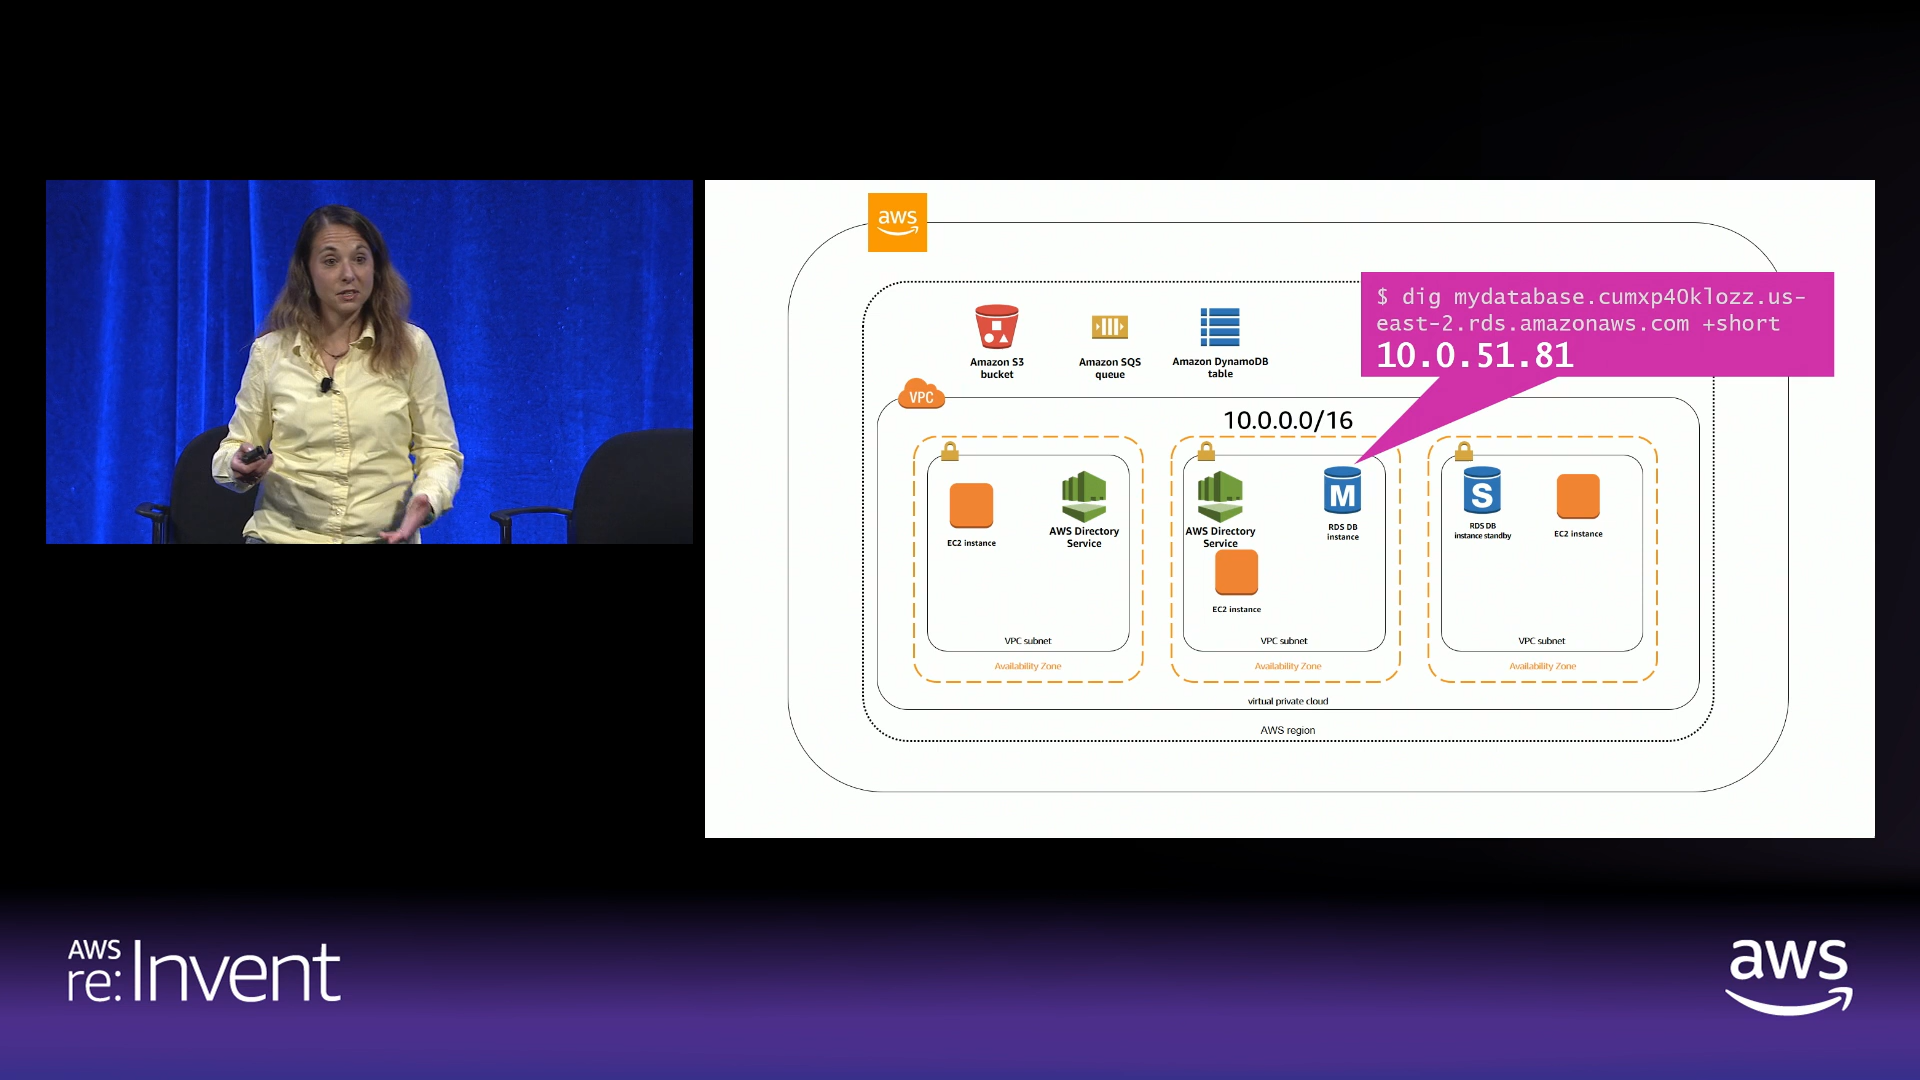 aws
$ dig mydatabase.cumxp40klozz.us-
east-2.rds.amazonaws.com +short
10.0.51.81
Amazon S3
bucket
Amazon SQS
queue
Amazon DynamoDB
table
VPC
10.0.0.0/16
EC2 instance
AWS Directory
Service
VPC subnet
Availability Zone
AWS Directory
Service
M
RDS DB
instance
EC2 instance
VPC subnet
Availability Zone
S
RDS DB
instance standby
EC2 instance
VPC subnet
Availability Zone
virtual private cloud
AWS region
AWS
re:Invent
aws